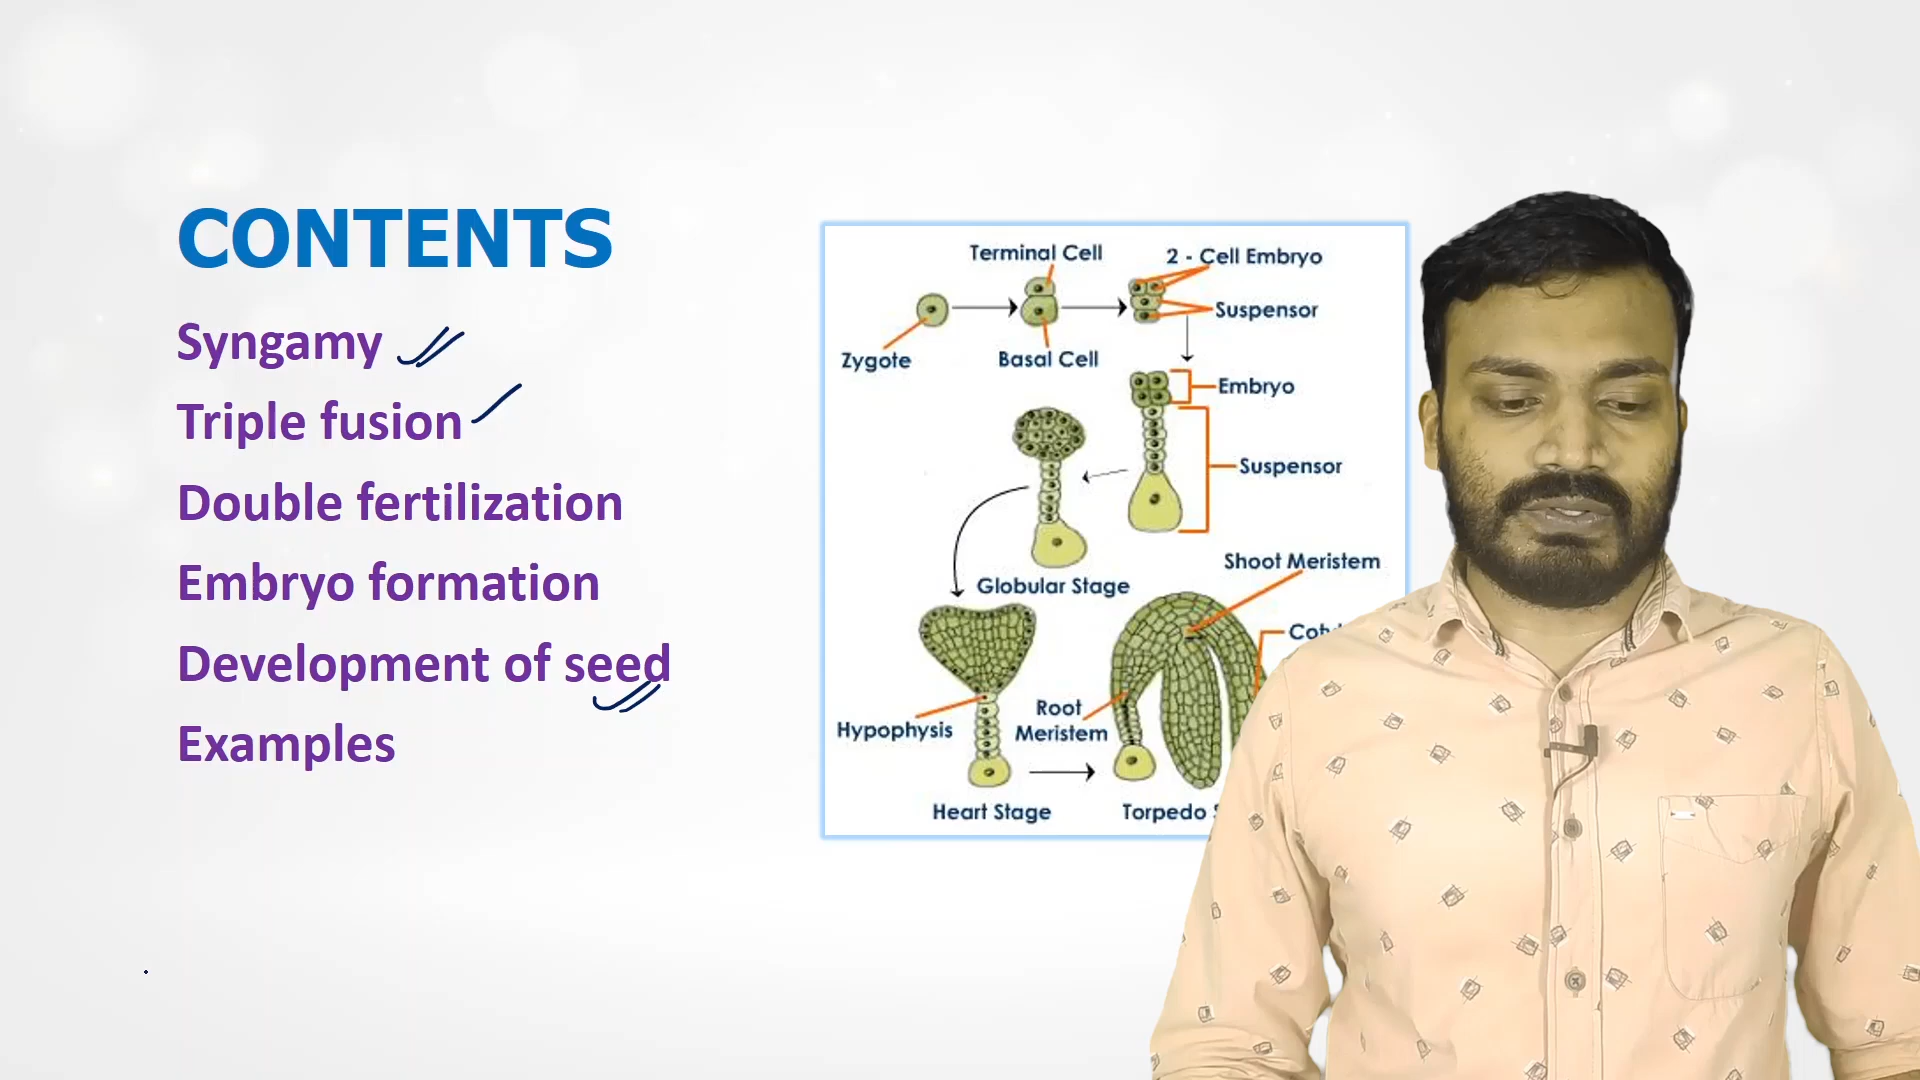 CONTENTS
Syngamy
Triple fusion
Double fertilization
Embryo formation
Development of seed
Examples
Terminal Cell
2 - Cell Embryo
Suspensor
Zygote
Basal Cell
Embryo
Suspensor
Globular Stage
Shoot Meristem
Hypophysis
Root
Meristem
Heart Stage
Torpedo